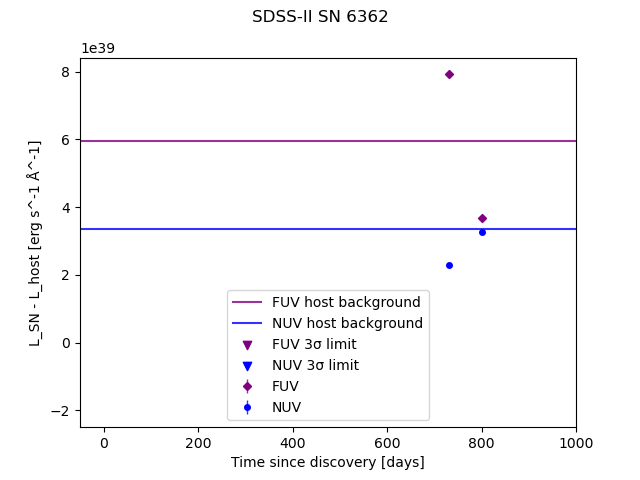 SDSS-II SN 6362
1e39
L_SN - L_host [erg s^-1 Å^-1]
8
6
4
2
0
−2
FUV host background
NUV host background
FUV 3σ limit
NUV 3σ limit
FUV
NUV
0 200 400 600 800 1000
Time since discovery [days]